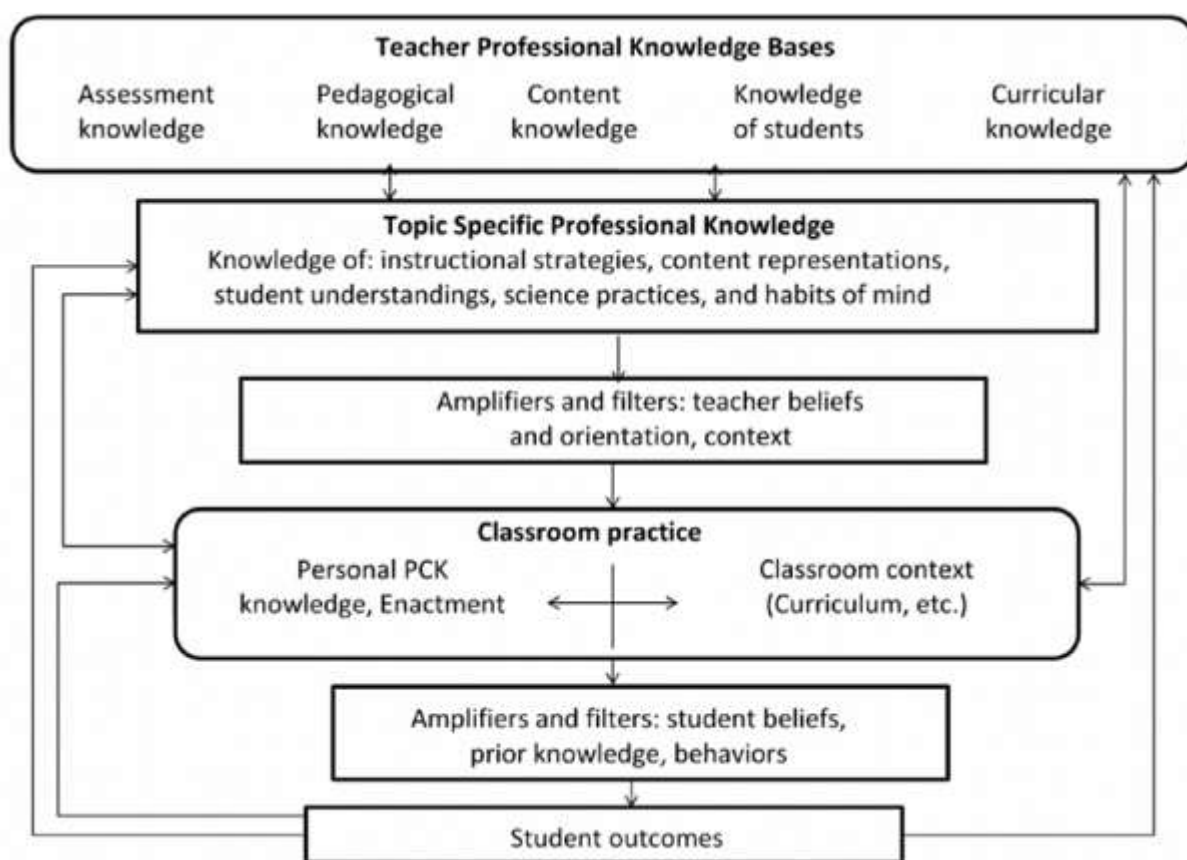 Teacher Professional Knowledge Bases
Assessment knowledge
Pedagogical knowledge
Content knowledge
Knowledge of students
Curricular knowledge
Topic Specific Professional Knowledge
Knowledge of: instructional strategies, content representations,
student understandings, science practices, and habits of mind
Amplifiers and filters: teacher beliefs
and orientation, context
Classroom practice
Personal PCK
knowledge, Enactment
Classroom context
(Curriculum, etc.)
Amplifiers and filters: student beliefs,
prior knowledge, behaviors
Student outcomes